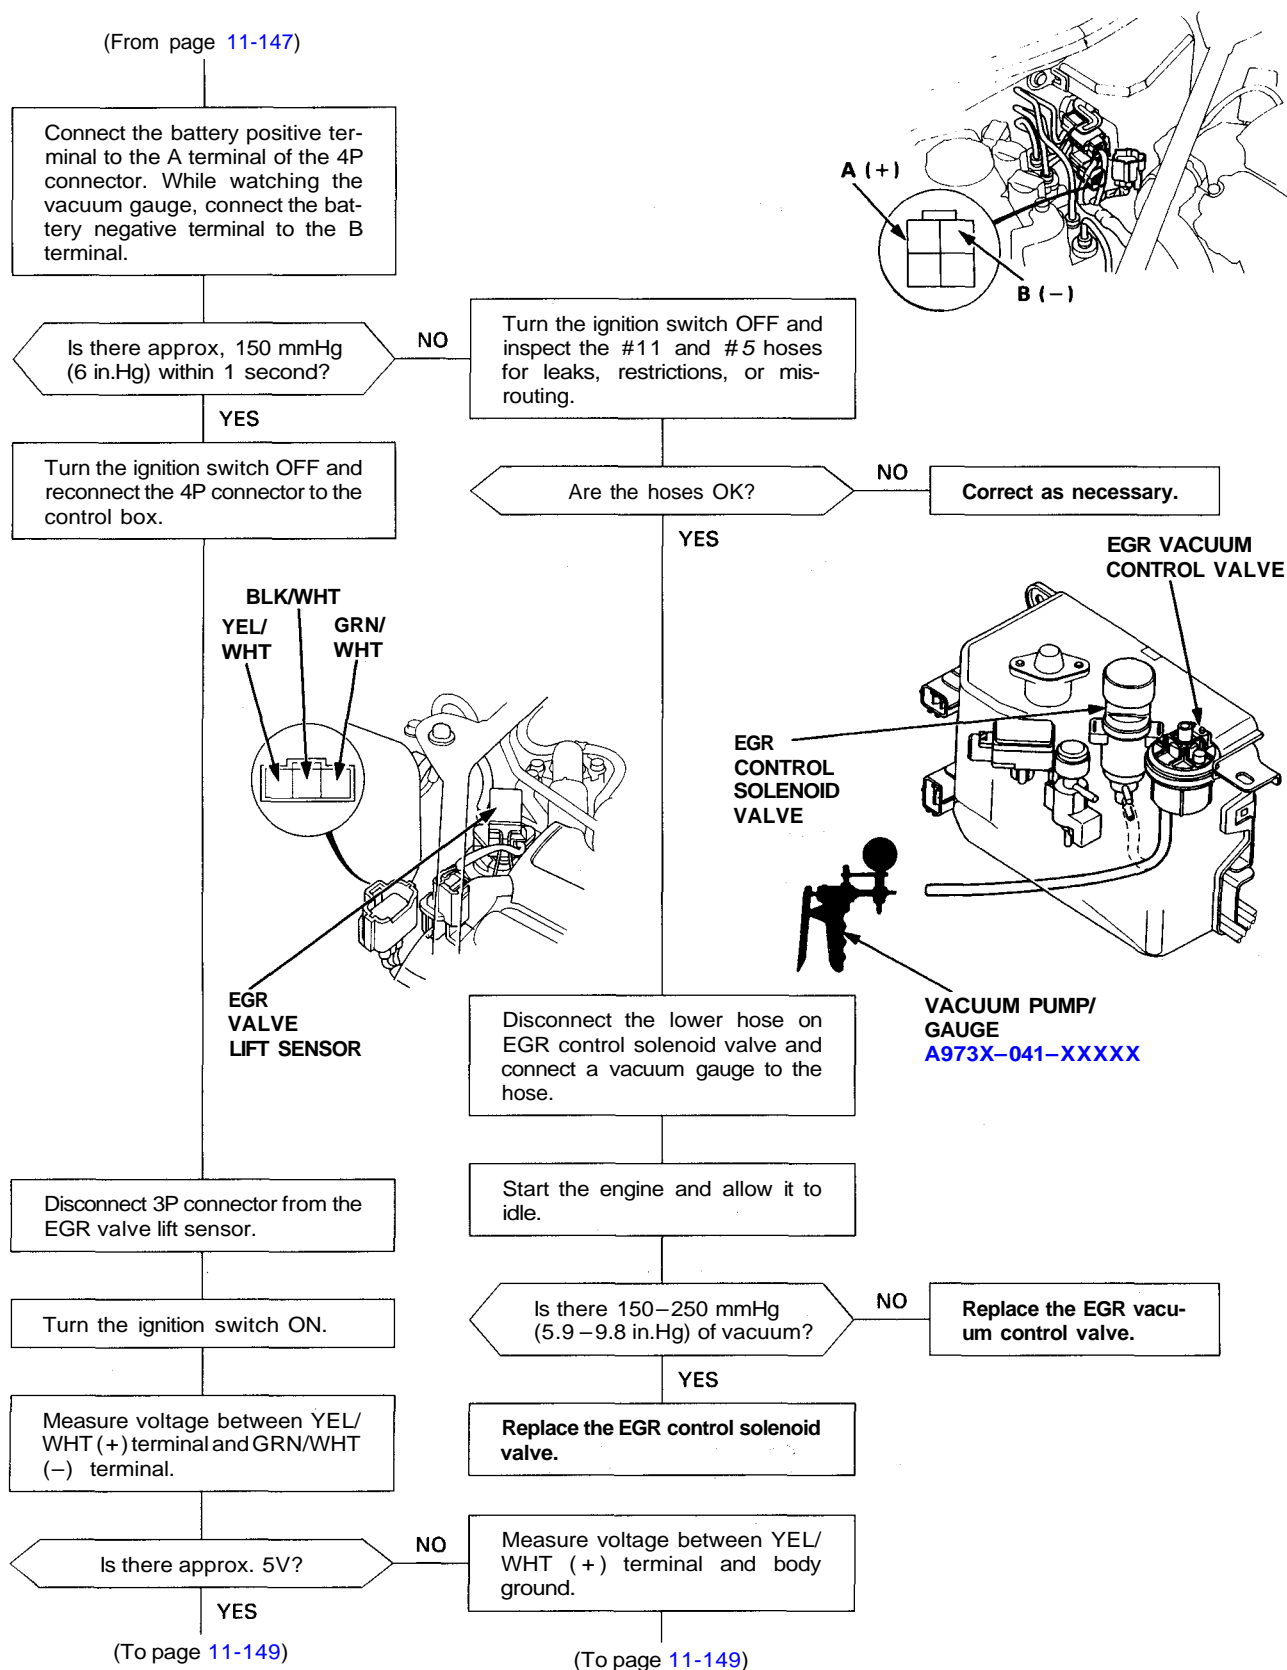 (From page 11-147)
Connect the battery positive ter-
minal to the A terminal of the 4P
connector. While watching the
vacuum gauge, connect the bat-
tery negative terminal to the B
terminal.
A (+)
B (−)
Is there approx, 150 mmHg
(6 in.Hg) within 1 second?
NO
YES
Turn the ignition switch OFF and
inspect the #11 and #5 hoses
for leaks, restrictions, or mis-
routing.
Turn the ignition switch OFF and
reconnect the 4P connector to the
control box.
Are the hoses OK?
NO
Correct as necessary.
YES
EGR VACUUM
CONTROL VALVE
BLK/WHT
YEL/
WHT
GRN/
WHT
EGR
CONTROL
SOLENOID
VALVE
EGR
VALVE
LIFT SENSOR
VACUUM PUMP/
GAUGE
A973X–041–XXXXX
Disconnect the lower hose on
EGR control solenoid valve and
connect a vacuum gauge to the
hose.
Start the engine and allow it to
idle.
Disconnect 3P connector from the
EGR valve lift sensor.
Is there 150–250 mmHg
(5.9–9.8 in.Hg) of vacuum?
NO
Replace the EGR vacu-
um control valve.
YES
Turn the ignition switch ON.
Replace the EGR control solenoid
valve.
Measure voltage between YEL/
WHT (+) terminal and GRN/WHT
(−) terminal.
Is there approx. 5V?
NO
YES
Measure voltage between YEL/
WHT (+) terminal and body
ground.
(To page 11-149)
(To page 11-149)